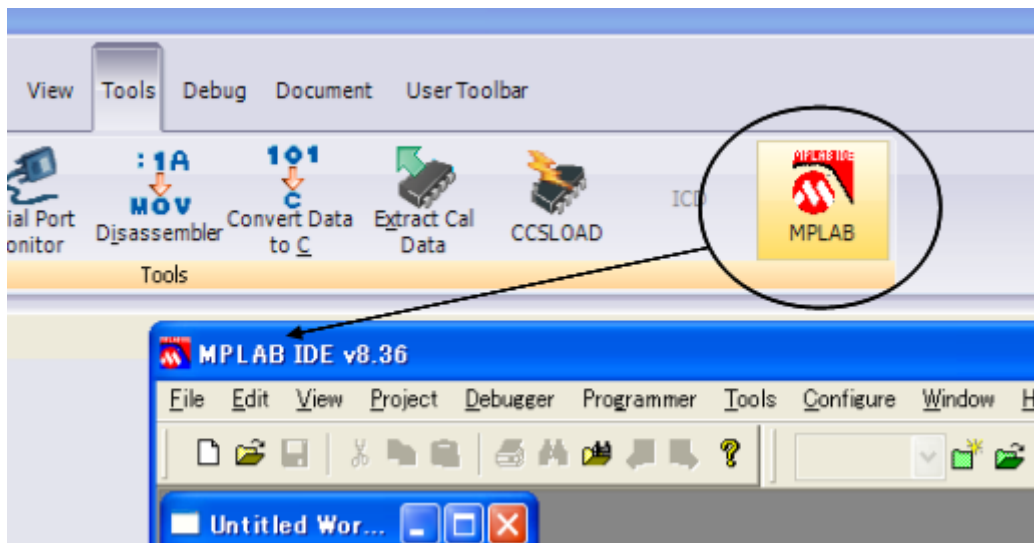 View Tools Debug Document User Toolbar
:1A
MOV
Disassembler
101
C
Convert Data
to C
Extract Cal
Data
CCSLOAD
ICD
MPLAB IDE
MPLAB
ial Port
onitor
Tools
MPLAB IDE v8.36
File Edit View Project Debugger Programmer Tools Configure Window H
Untitled Wor...